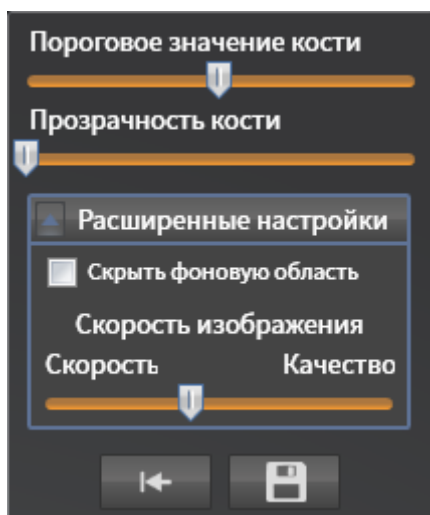 Пороговое значение кости
Прозрачность кости
Расширенные настройки
Скрыть фоновую область
Скорость изображения
Скорость Качество